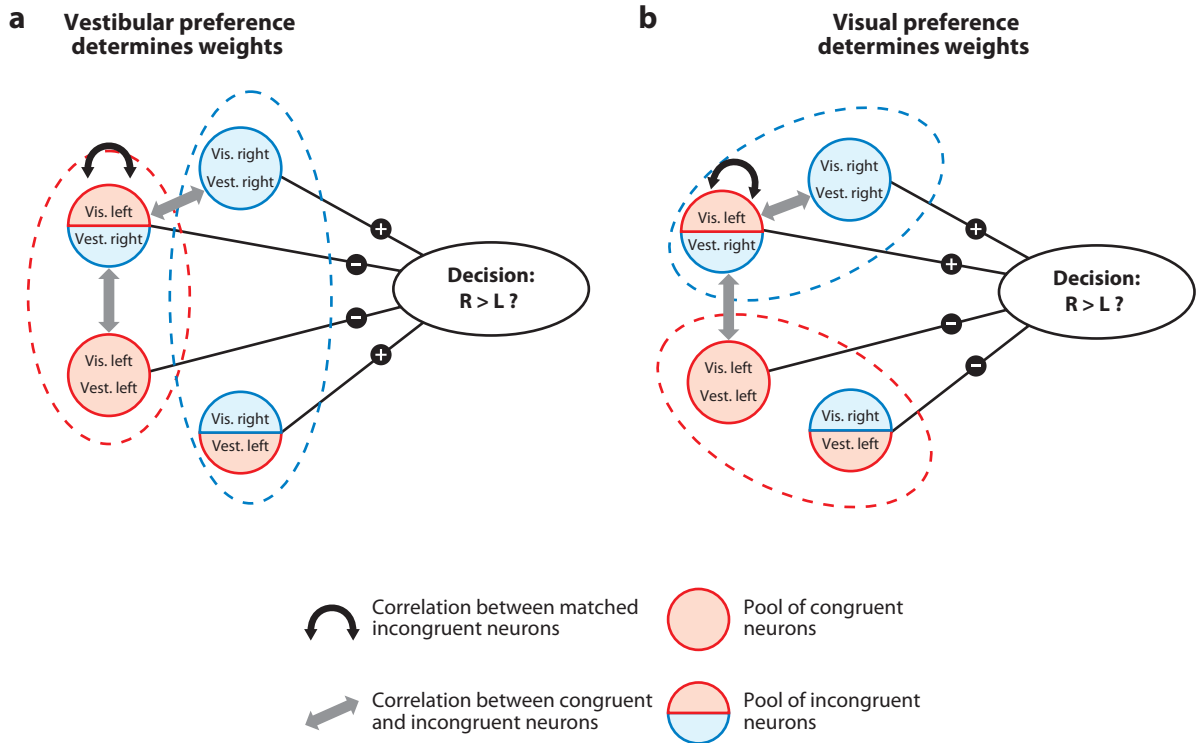 a
Vestibular preference
determines weights
Vis. right
Vest. right
Vis. left
Vest. right
+
−
Decision:
R > L ?
−
+
Vis. left
Vest. left
Vis. right
Vest. left
b
Visual preference
determines weights
Vis. right
Vest. right
Vis. left
Vest. right
+
+
Decision:
R > L ?
−
−
Vis. left
Vest. left
Vis. right
Vest. left
Correlation between matched
incongruent neurons
Pool of congruent
neurons
Correlation between congruent
and incongruent neurons
Pool of incongruent
neurons